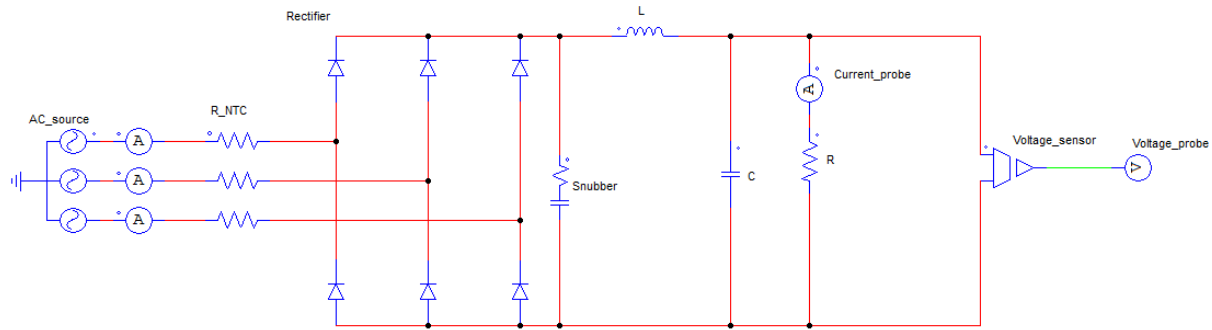 Rectifier
L
AC_source
R_NTC
A
A
A
Snubber
C
Current_probe
A
R
Voltage_sensor
Voltage_probe
V